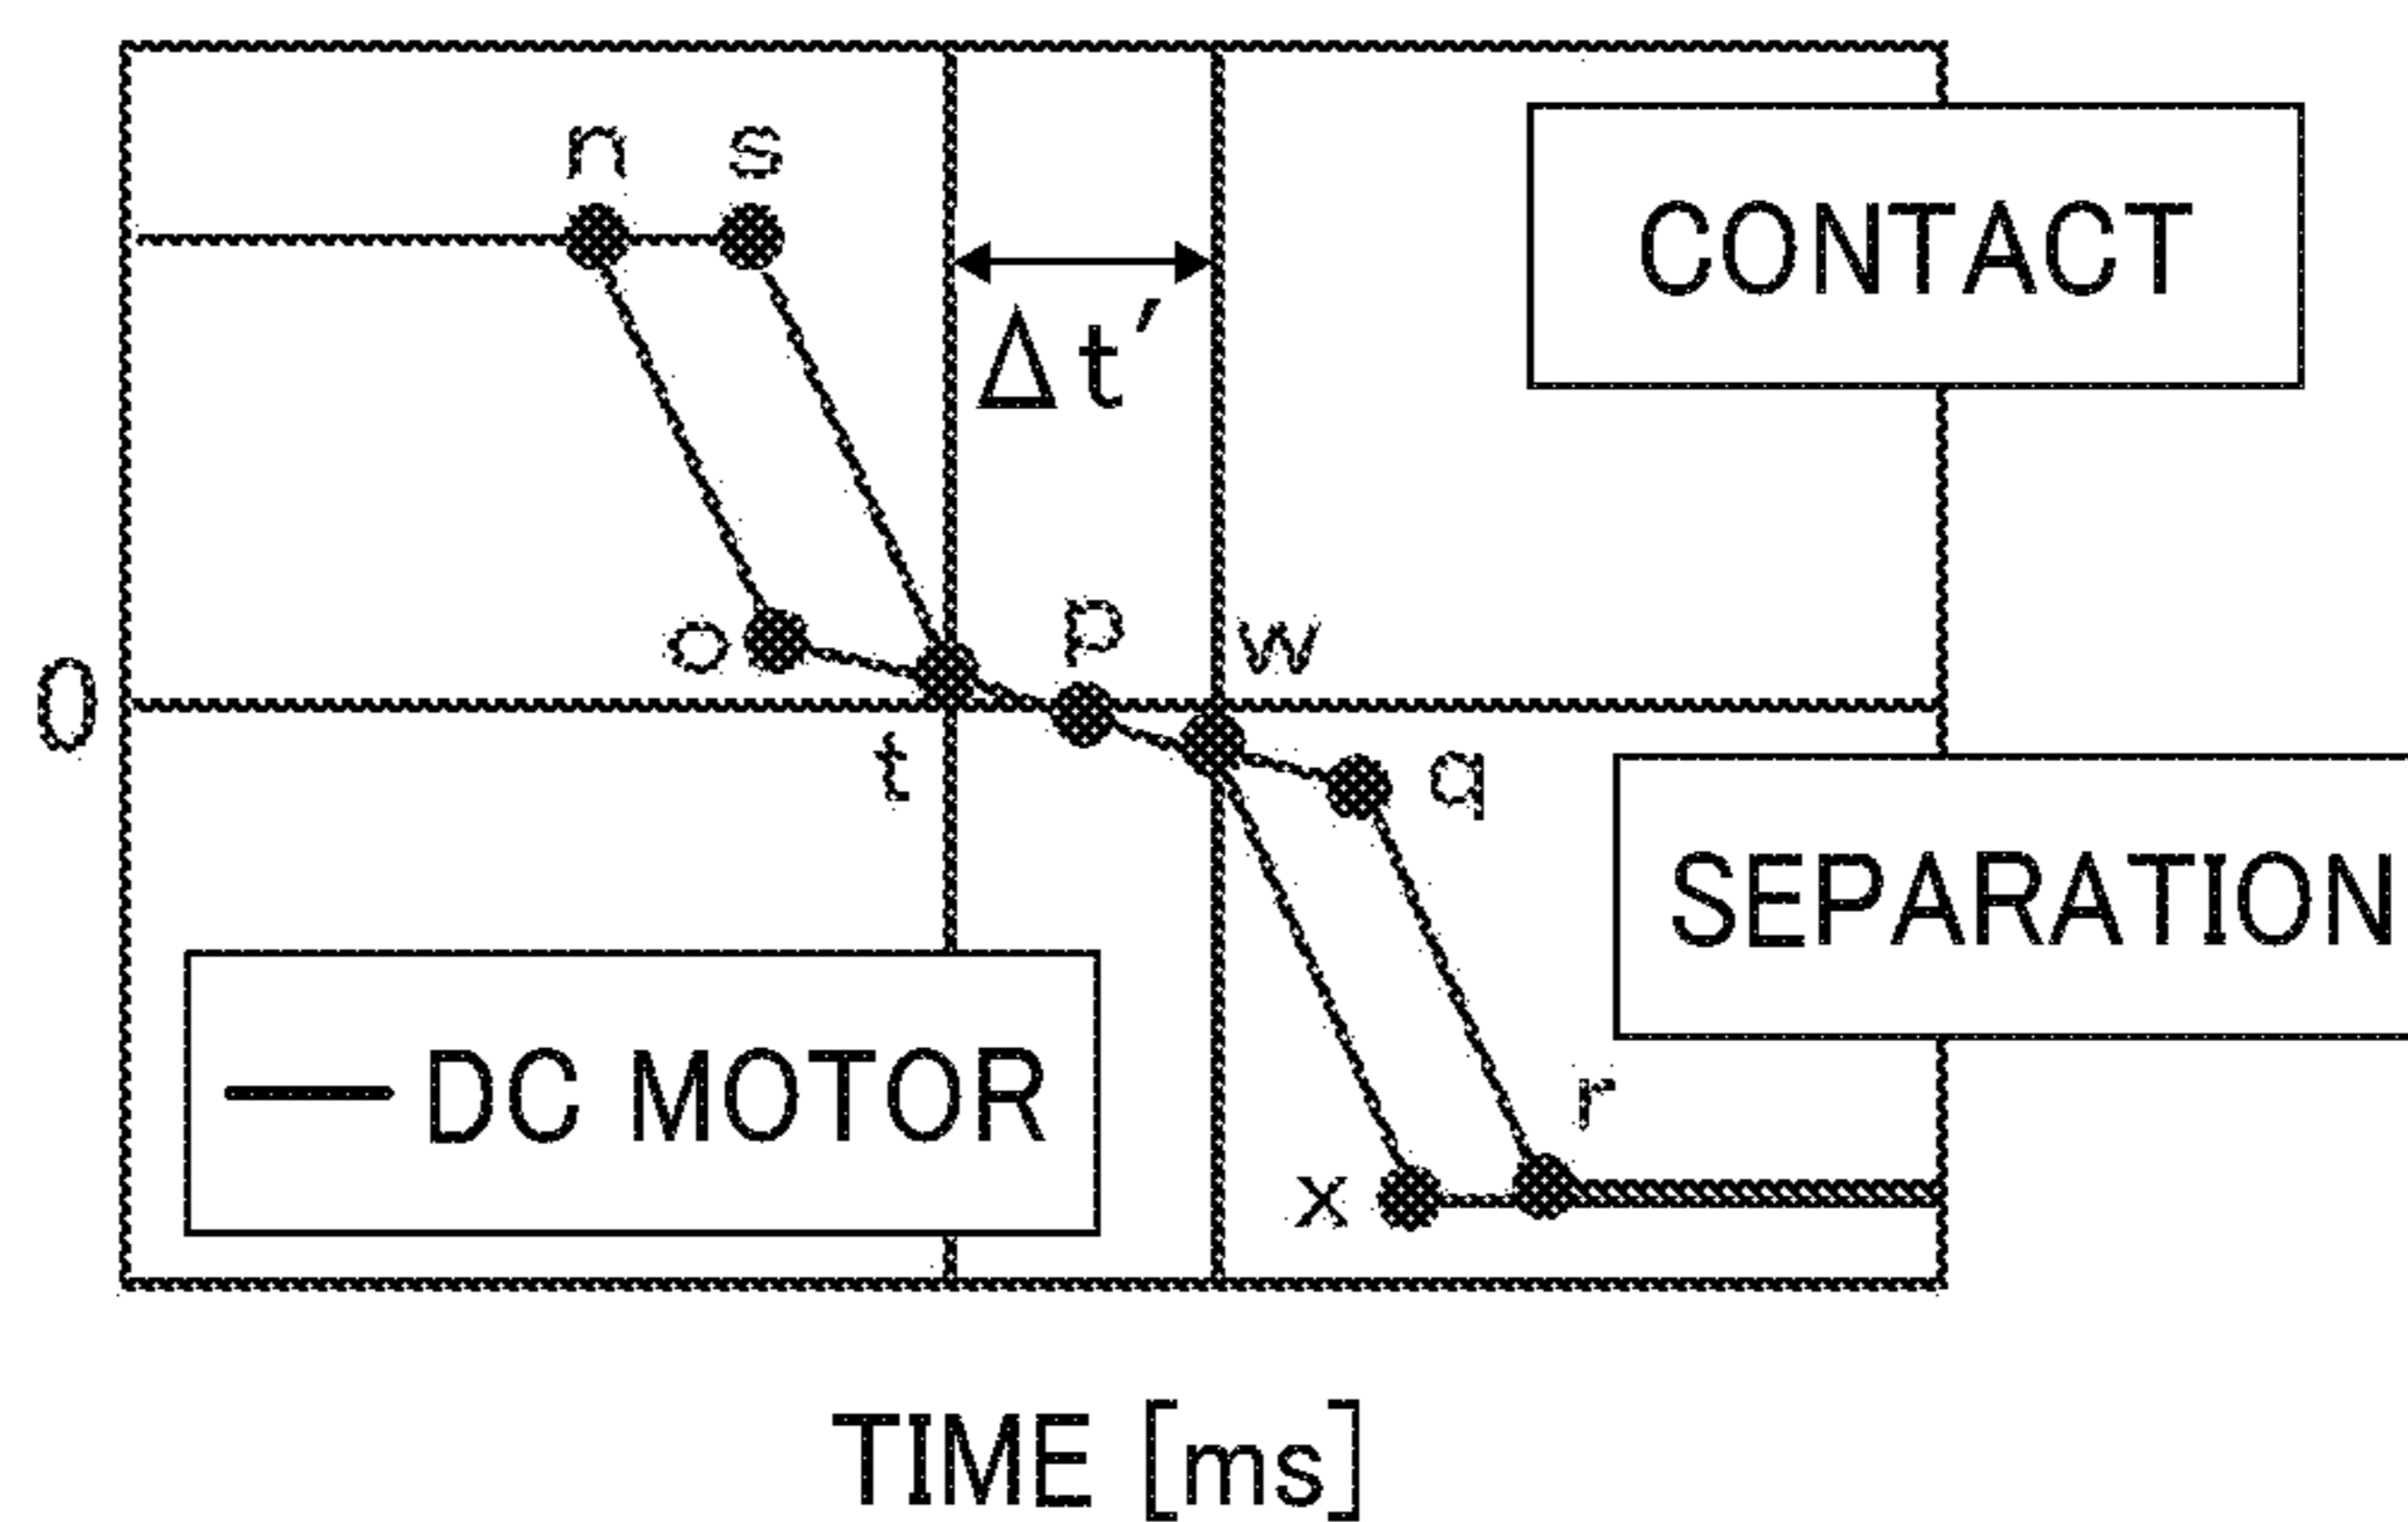 n s
CONTACT
Δt′
o p w
0
t q
SEPARATION
DC MOTOR
r
x
TIME [ms]